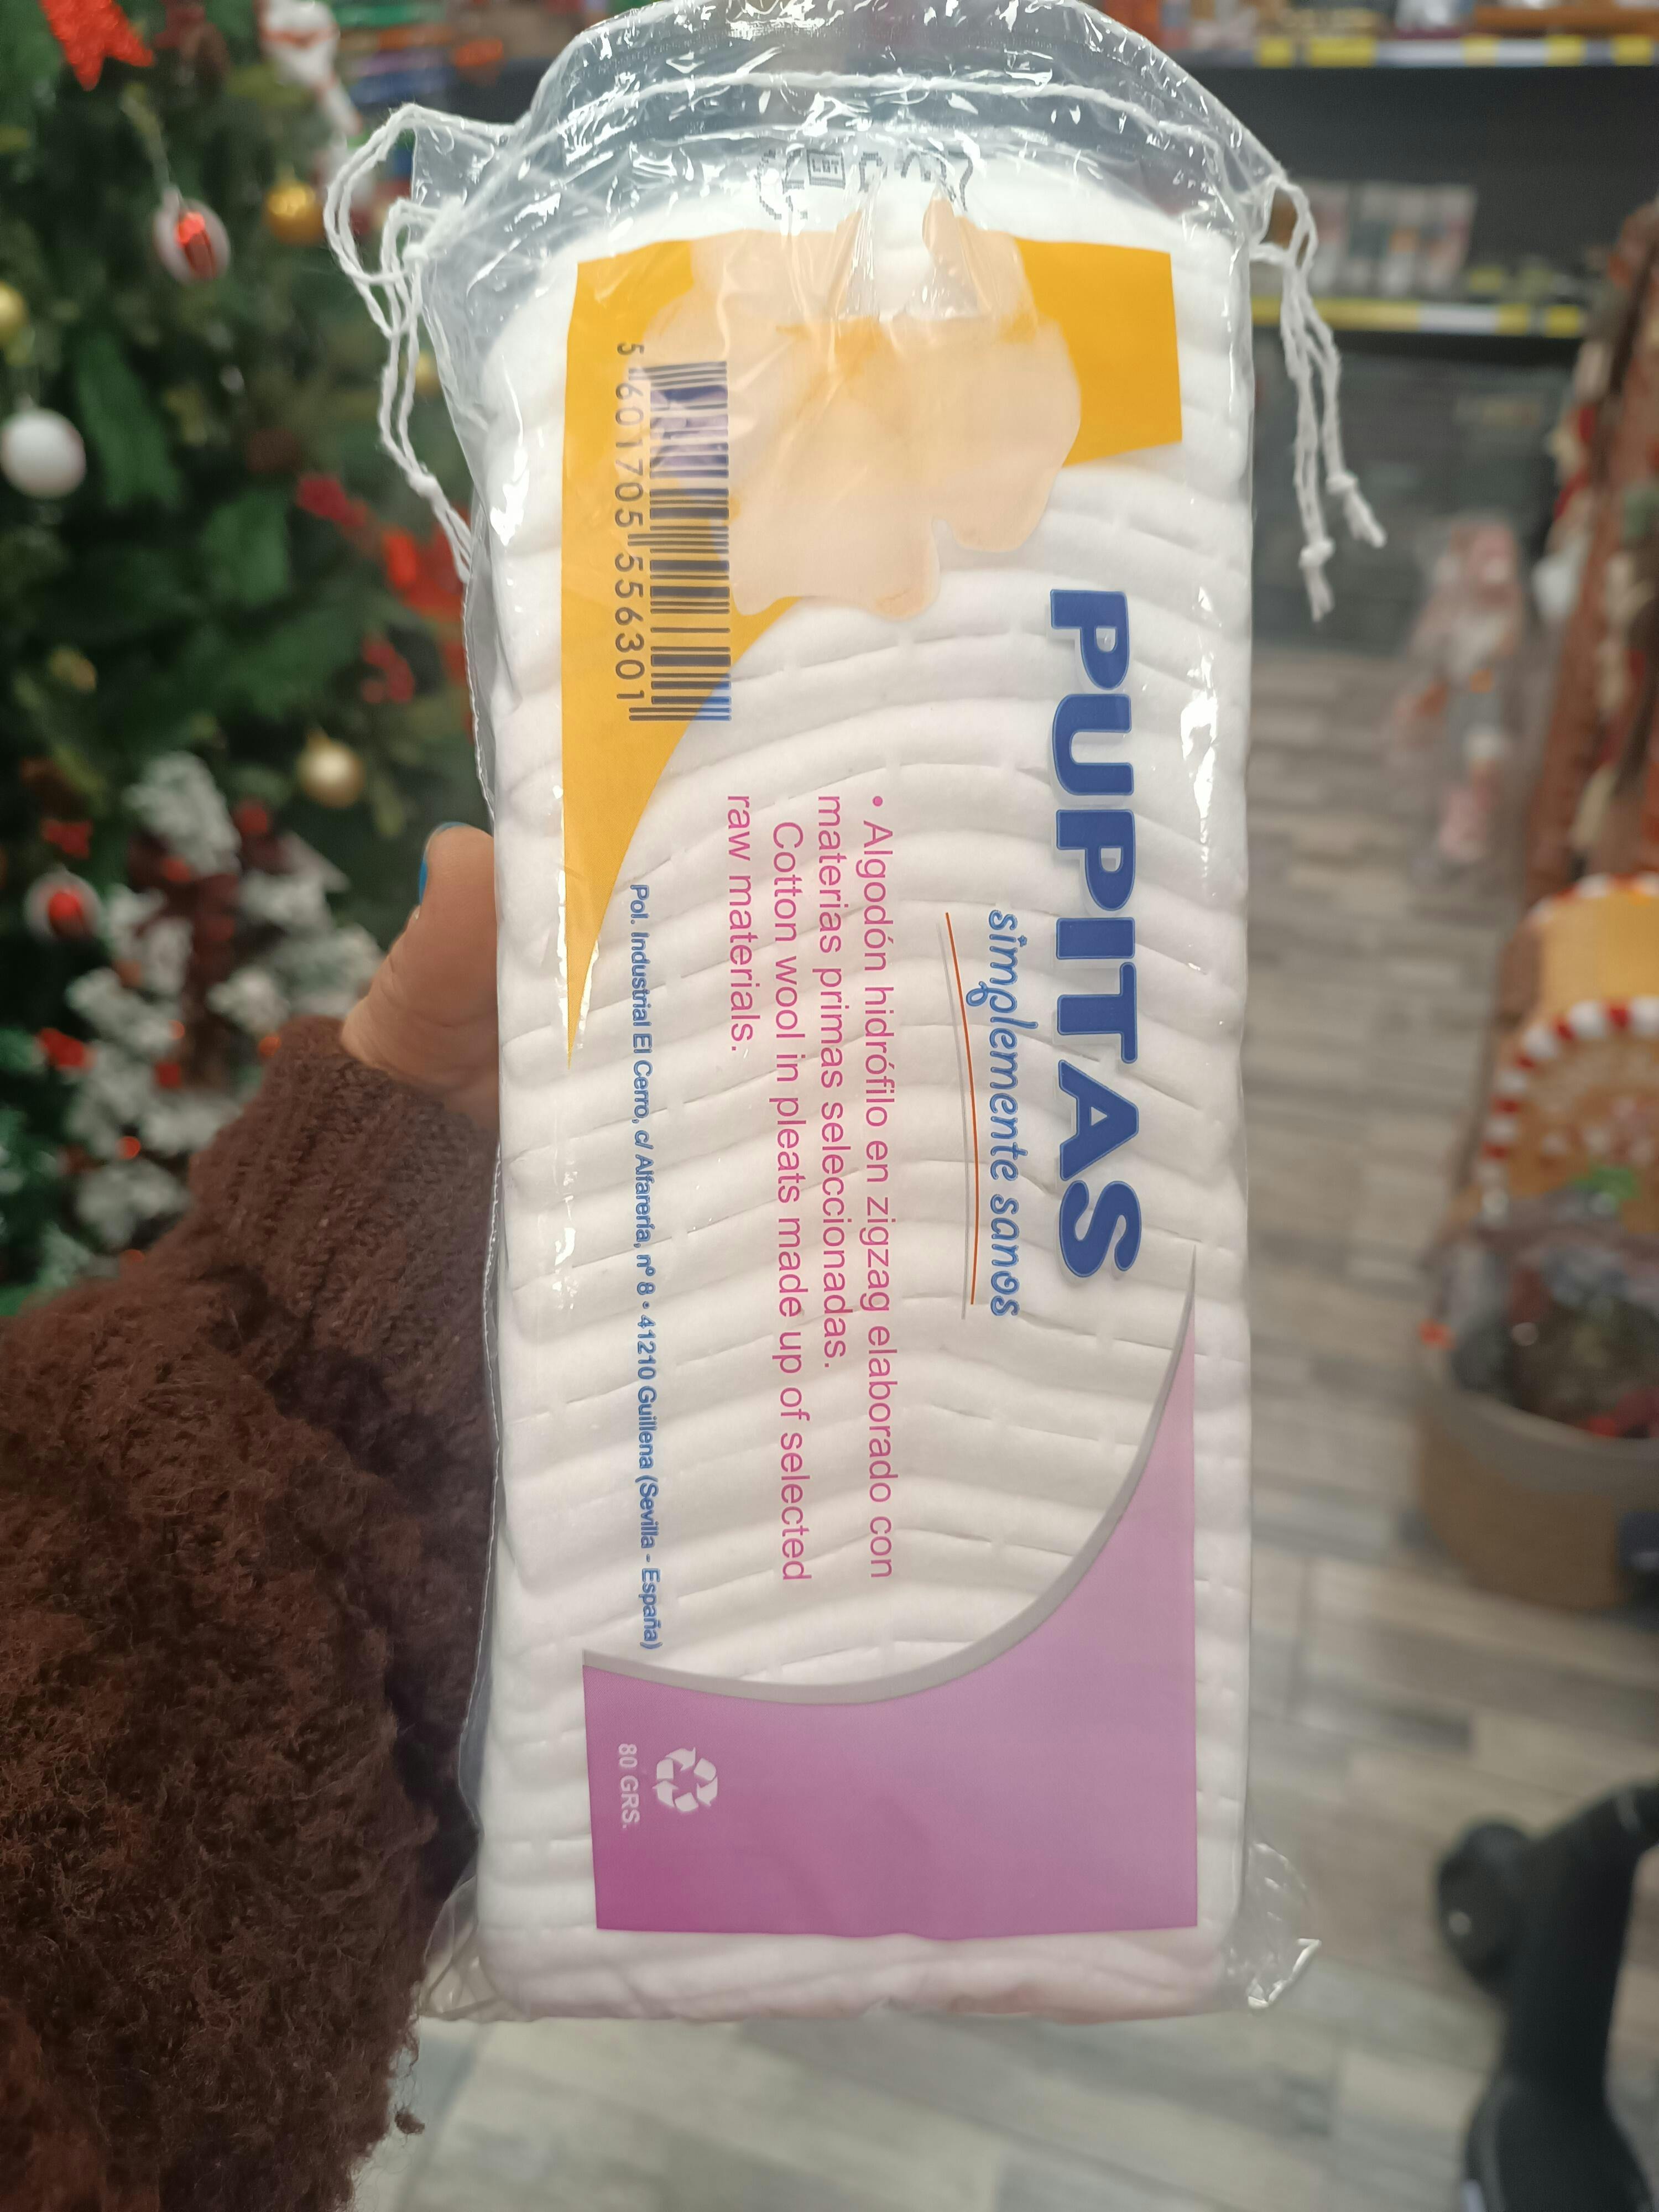 PUPITAS
simplemente sanos
• Algodón hidrófilo en zigzag elaborado con
materias primas seleccionadas.
Cotton wool in pleats made up of selected
raw materials.
5 601705 556301
Pol. Industrial El Cerro, c/ Alfarería, nº 8 • 41210 Guillena (Sevilla - España)
80 GRS.